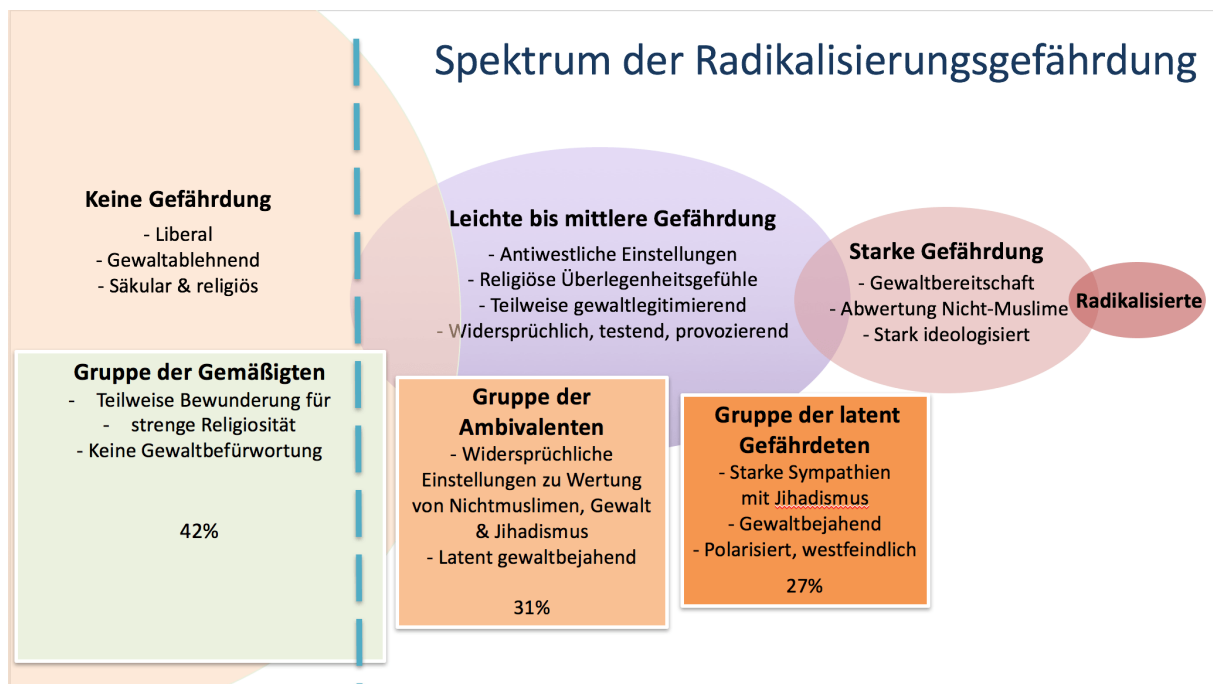 Spektrum der Radikalisierungsgefährdung
Keine Gefährdung
- Liberal
- Gewaltablehnend
- Säkular & religiös
Leichte bis mittlere Gefährdung
- Antiwestliche Einstellungen
- Religiöse Überlegenheitsgefühle
- Teilweise gewaltlegitimierend
- Widersprüchlich, testend, provozierend
Starke Gefährdung
- Gewaltbereitschaft
- Abwertung Nicht-Muslime
- Stark ideologisiert
Radikalisierte
Gruppe der Gemäßigten
- Teilweise Bewunderung für
- strenge Religiosität
- Keine Gewaltbefürwortung
42%
Gruppe der
Ambivalenten
- Widersprüchliche
Einstellungen zu Wertung
von Nichtmuslimen, Gewalt
& Jihadismus
- Latent gewaltbejahend
31%
Gruppe der latent
Gefährdeten
- Starke Sympathien
mit Jihadismus
- Gewaltbejahend
- Polarisiert, westfeindlich
27%